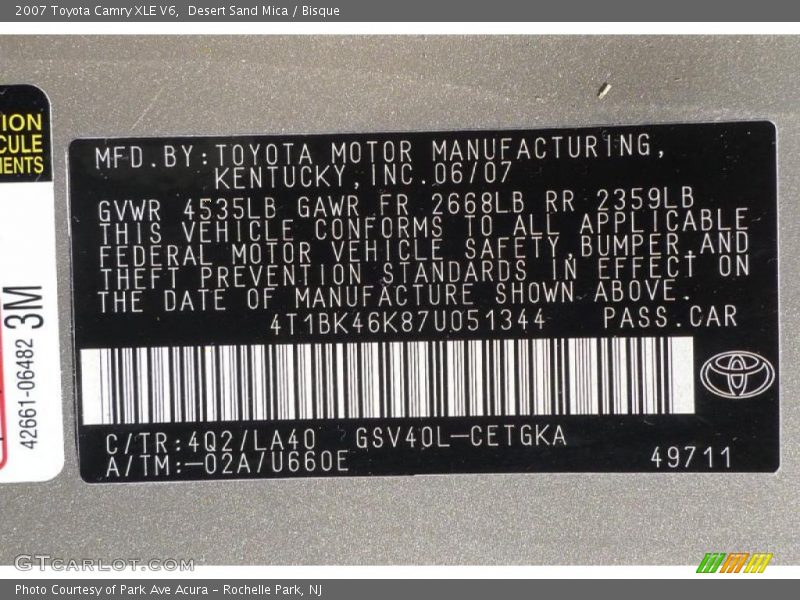 2007 Toyota Camry XLE V6, Desert Sand Mica / Bisque
ION
CULE
IENTS
3M
42661-06482
MFD.BY:TOYOTA MOTOR MANUFACTURING,
KENTUCKY,INC.06/07
GVWR 4535LB GAWR FR 2668LB RR 2359LB
THIS VEHICLE CONFORMS TO ALL APPLICABLE
FEDERAL MOTOR VEHICLE SAFETY,BUMPER,AND
THEFT PREVENTION STANDARDS IN EFFECT ON
THE DATE OF MANUFACTURE SHOWN ABOVE.
4T1BK46K87U051344 PASS.CAR
C/TR:4Q2/LA40 GSV40L-CETGKA
A/TM:-02A/U660E 49711
GTCARLOT.COM
Photo Courtesy of Park Ave Acura - Rochelle Park, NJ